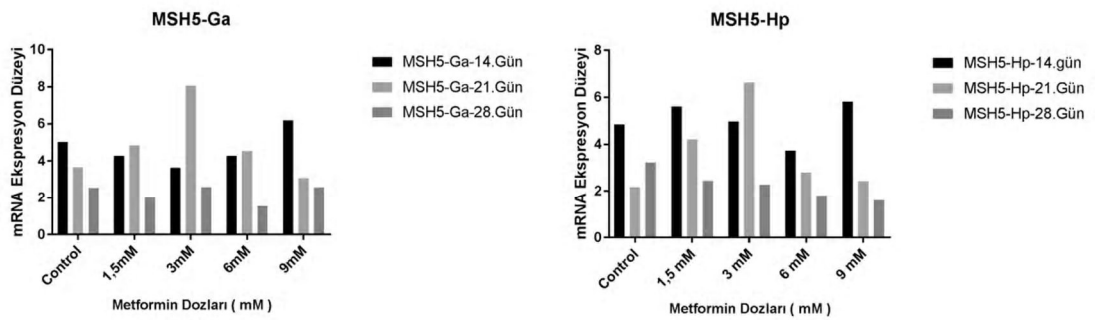 MSH5-Ga
mRNA Ekspresyon Düzeyi
10
8
6
4
2
0
Control
1,5mM
3mM
6mM
9mM
Metformin Dozları ( mM )
MSH5-Ga-14.Gün
MSH5-Ga-21.Gün
MSH5-Ga-28.Gün
MSH5-Hp
mRNA Ekspresyon Düzeyi
8
6
4
2
0
Control
1,5 mM
3 mM
6 mM
9 mM
Metformin Dozları ( mM )
MSH5-Hp-14.gün
MSH5-Hp-21.Gün
MSH5-Hp-28.Gün